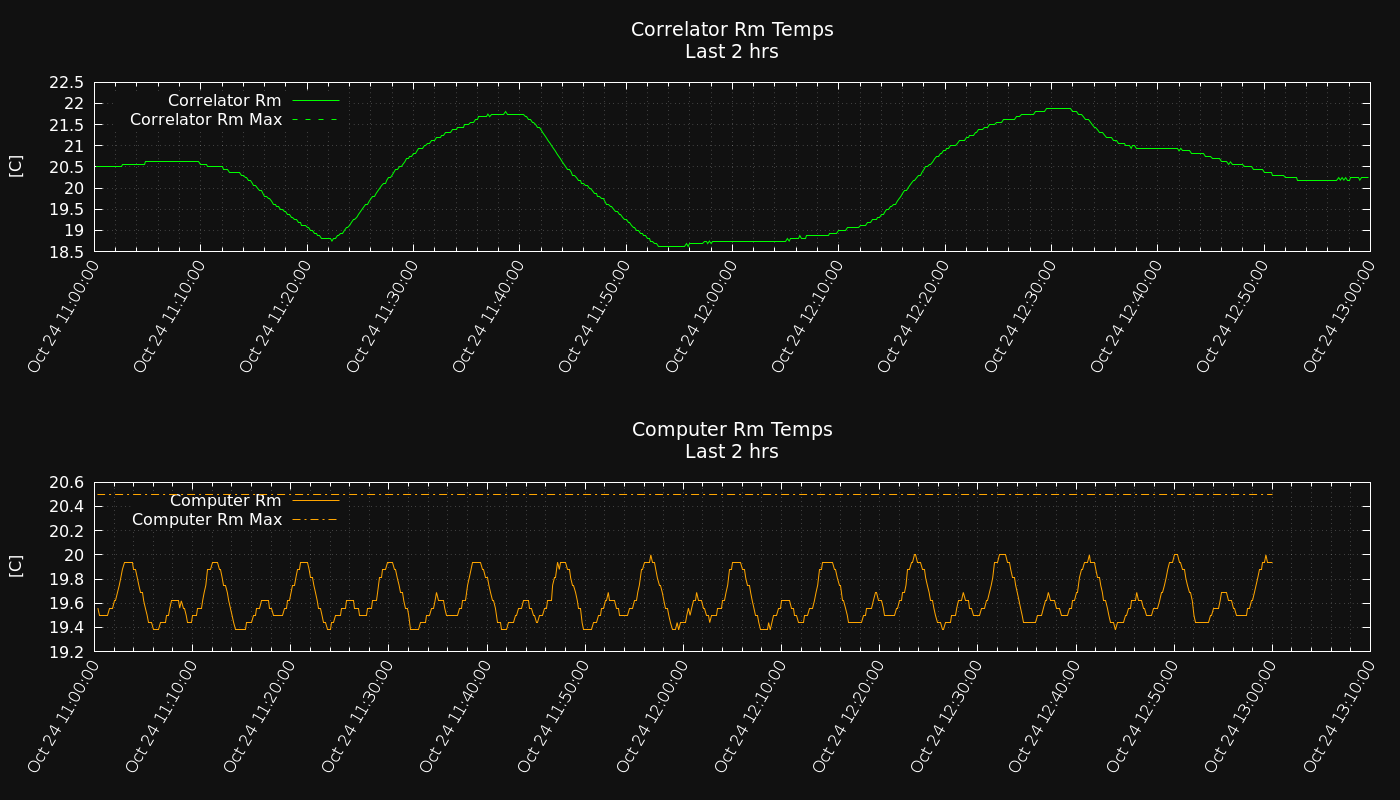 Correlator Rm Temps
Last 2 hrs
22.5
22
21.5
21
20.5
20
19.5
19
18.5
[C]
Correlator Rm
Correlator Rm Max
Oct 24 11:00:00
Oct 24 11:10:00
Oct 24 11:20:00
Oct 24 11:30:00
Oct 24 11:40:00
Oct 24 11:50:00
Oct 24 12:00:00
Oct 24 12:10:00
Oct 24 12:20:00
Oct 24 12:30:00
Oct 24 12:40:00
Oct 24 12:50:00
Oct 24 13:00:00
Computer Rm Temps
Last 2 hrs
20.6
20.4
20.2
20
19.8
19.6
19.4
19.2
[C]
Computer Rm
Computer Rm Max
Oct 24 11:00:00
Oct 24 11:10:00
Oct 24 11:20:00
Oct 24 11:30:00
Oct 24 11:40:00
Oct 24 11:50:00
Oct 24 12:00:00
Oct 24 12:10:00
Oct 24 12:20:00
Oct 24 12:30:00
Oct 24 12:40:00
Oct 24 12:50:00
Oct 24 13:00:00
Oct 24 13:10:00